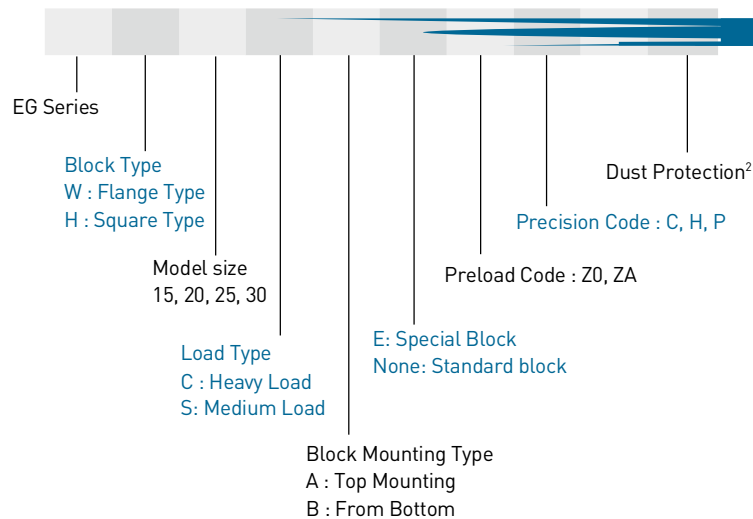 EG Series
Block Type
W : Flange Type
H : Square Type
Model size
15, 20, 25, 30
Load Type
C : Heavy Load
S: Medium Load
Block Mounting Type
A : Top Mounting
B : From Bottom
E: Special Block
None: Standard block
Preload Code : Z0, ZA
Precision Code : C, H, P
Dust Protection²